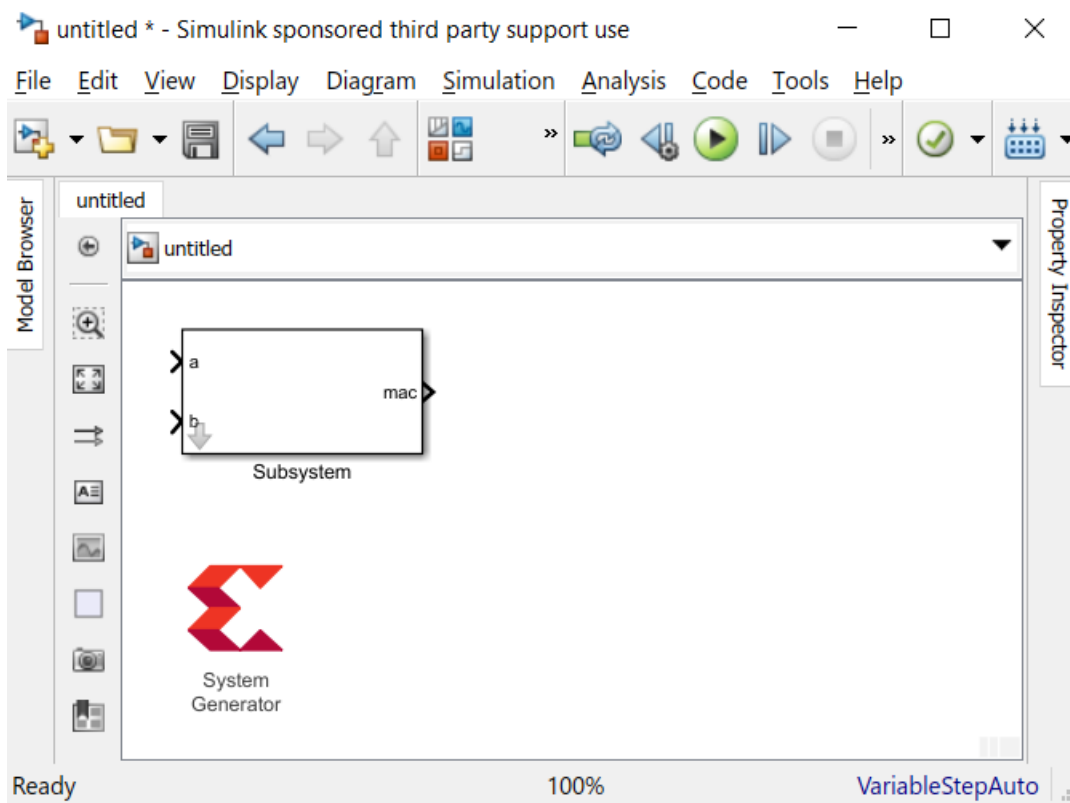 untitled * - Simulink sponsored third party support use
File Edit View Display Diagram Simulation Analysis Code Tools Help
» »
untitled
Model Browser
untitled
Property Inspector
a
mac
b
Subsystem
System
Generator
Ready 100% VariableStepAuto